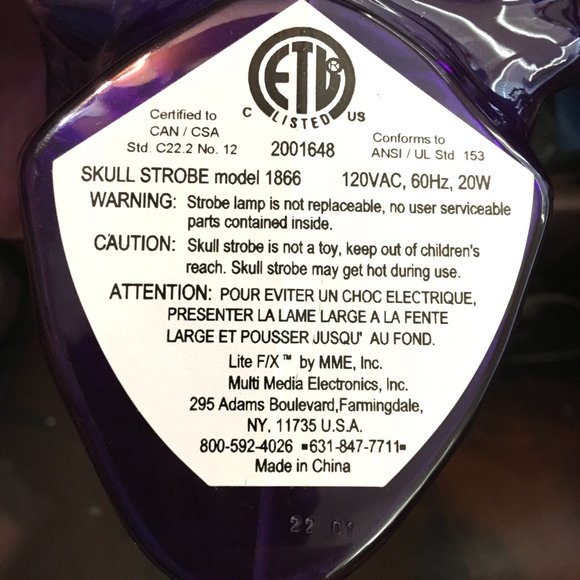 ETL®
C LISTED US
Certified to
CAN / CSA
Std. C22.2 No. 12
2001648
Conforms to
ANSI / UL Std 153
SKULL STROBE model 1866 120VAC, 60Hz, 20W
WARNING: Strobe lamp is not replaceable, no user serviceable
parts contained inside.
CAUTION: Skull strobe is not a toy, keep out of children's
reach. Skull strobe may get hot during use.
ATTENTION: POUR EVITER UN CHOC ELECTRIQUE,
PRESENTER LA LAME LARGE A LA FENTE
LARGE ET POUSSER JUSQU' AU FOND.
Lite F/X™ by MME, Inc.
Multi Media Electronics, Inc.
295 Adams Boulevard,Farmingdale,
NY, 11735 U.S.A.
800-592-4026 ▪631-847-7711▪
Made in China
22 01